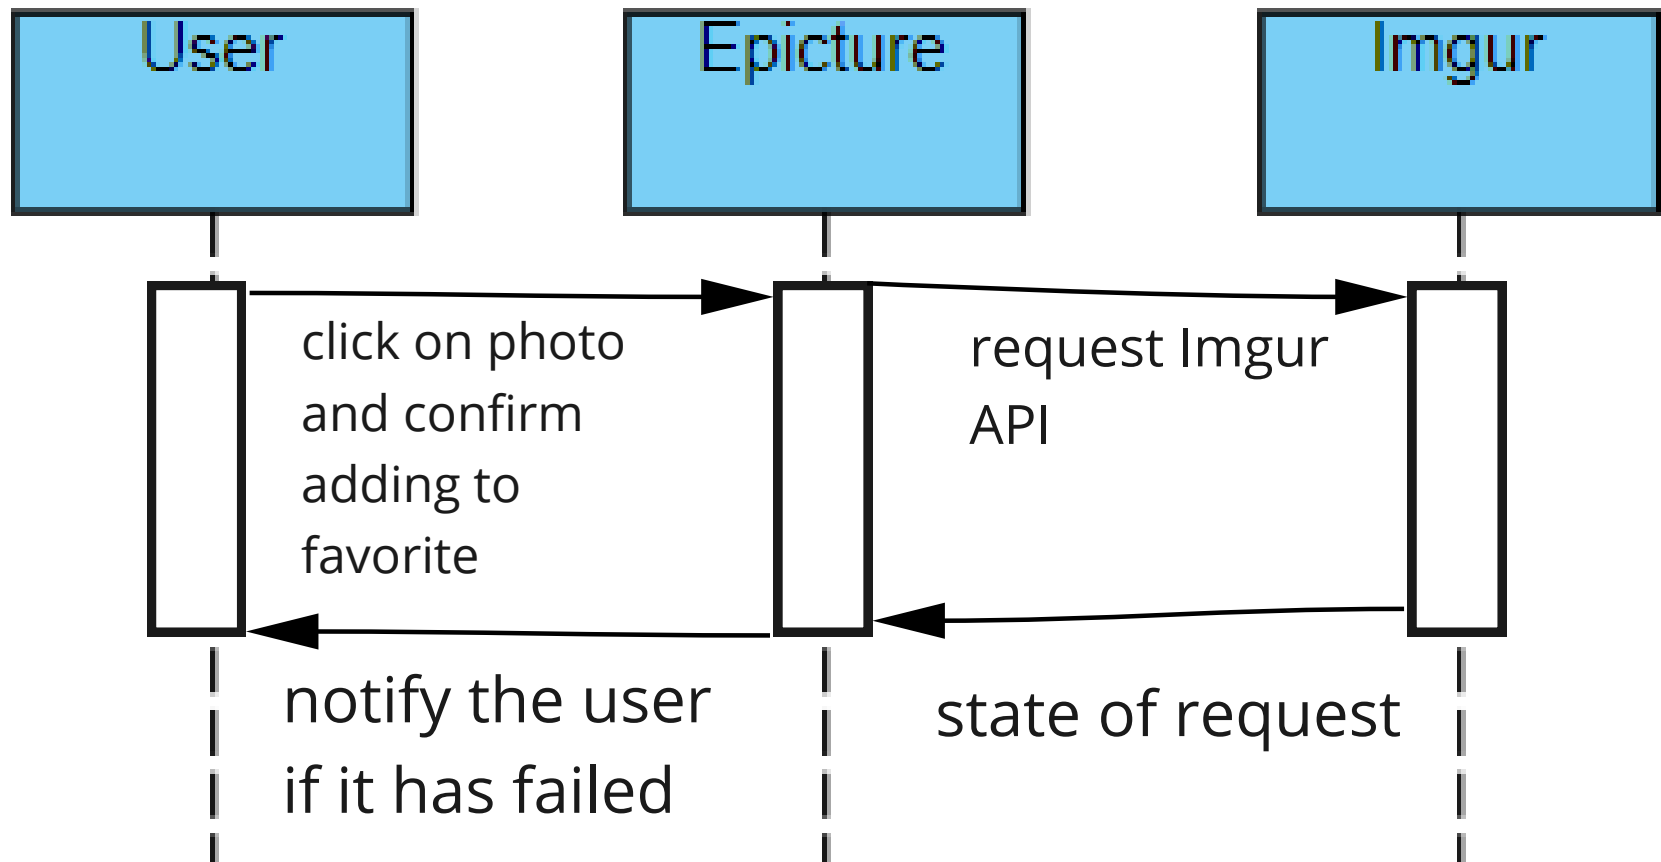 User
Epicture
Imgur
click on photo
and confirm
adding to
favorite
request Imgur
API
notify the user
if it has failed
state of request